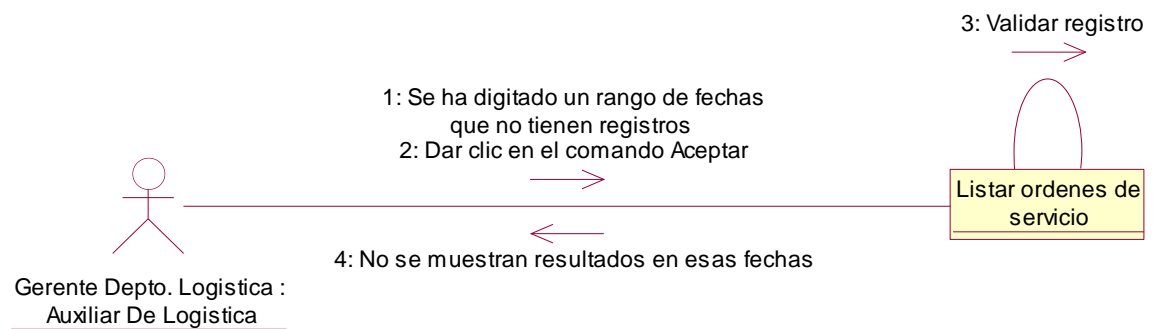 3: Validar registro
1: Se ha digitado un rango de fechas
que no tienen registros
2: Dar clic en el comando Aceptar
Listar ordenes de
servicio
4: No se muestran resultados en esas fechas
Gerente Depto. Logistica :
Auxiliar De Logistica